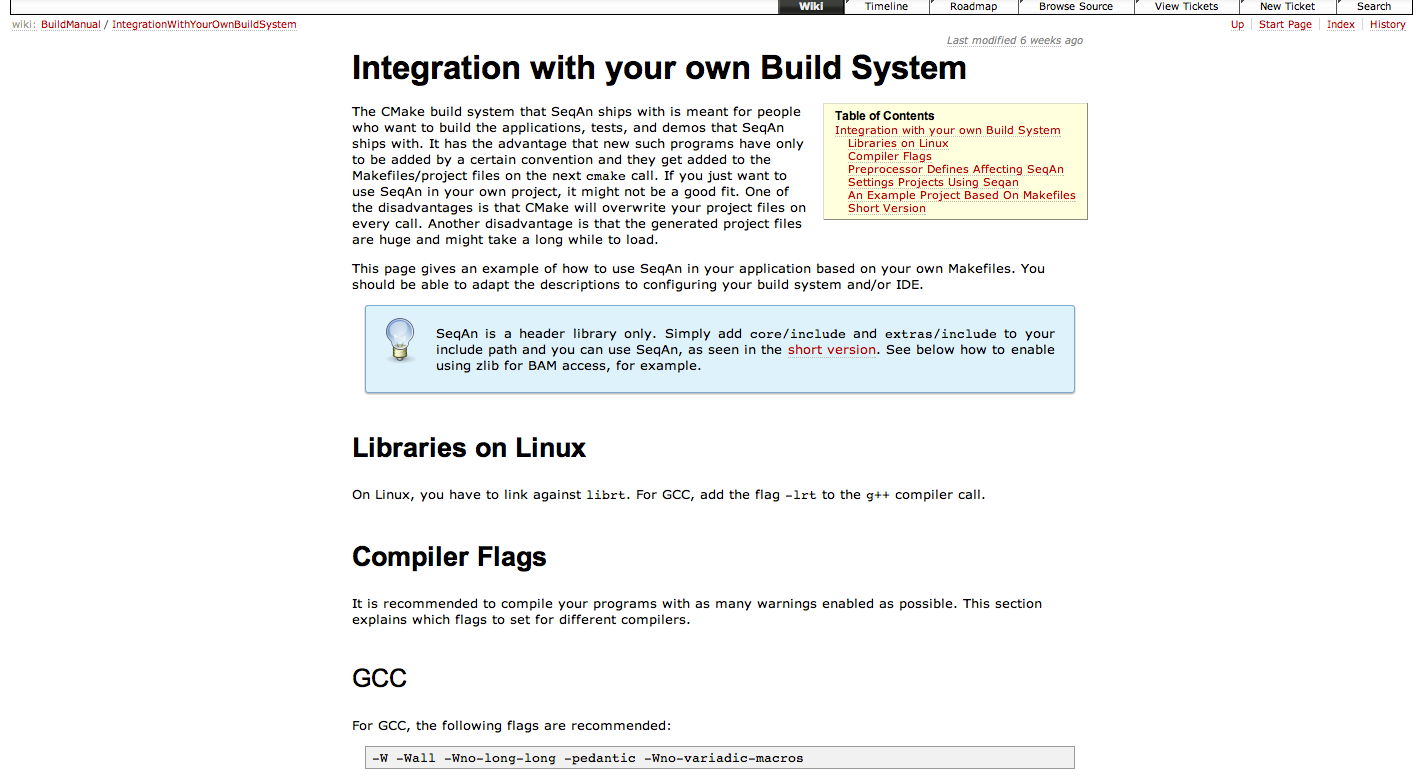 Wiki Timeline Roadmap Browse Source View Tickets New Ticket Search
wiki: BuildManual / IntegrationWithYourOwnBuildSystem
Up Start Page Index History
Last modified 6 weeks ago
Integration with your own Build System
The CMake build system that SeqAn ships with is meant for people
who want to build the applications, tests, and demos that SeqAn
ships with. It has the advantage that new such programs have only
to be added by a certain convention and they get added to the
Makefiles/project files on the next cmake call. If you just want to
use SeqAn in your own project, it might not be a good fit. One of
the disadvantages is that CMake will overwrite your project files on
every call. Another disadvantage is that the generated project files
are huge and might take a long while to load.
Table of Contents
Integration with your own Build System
Libraries on Linux
Compiler Flags
Preprocessor Defines Affecting SeqAn
Settings Projects Using Seqan
An Example Project Based On Makefiles
Short Version
This page gives an example of how to use SeqAn in your application based on your own Makefiles. You
should be able to adapt the descriptions to configuring your build system and/or IDE.
SeqAn is a header library only. Simply add core/include and extras/include to your
include path and you can use SeqAn, as seen in the short version. See below how to enable
using zlib for BAM access, for example.
Libraries on Linux
On Linux, you have to link against librt. For GCC, add the flag -lrt to the g++ compiler call.
Compiler Flags
It is recommended to compile your programs with as many warnings enabled as possible. This section
explains which flags to set for different compilers.
GCC
For GCC, the following flags are recommended:
-W -Wall -Wno-long-long -pedantic -Wno-variadic-macros